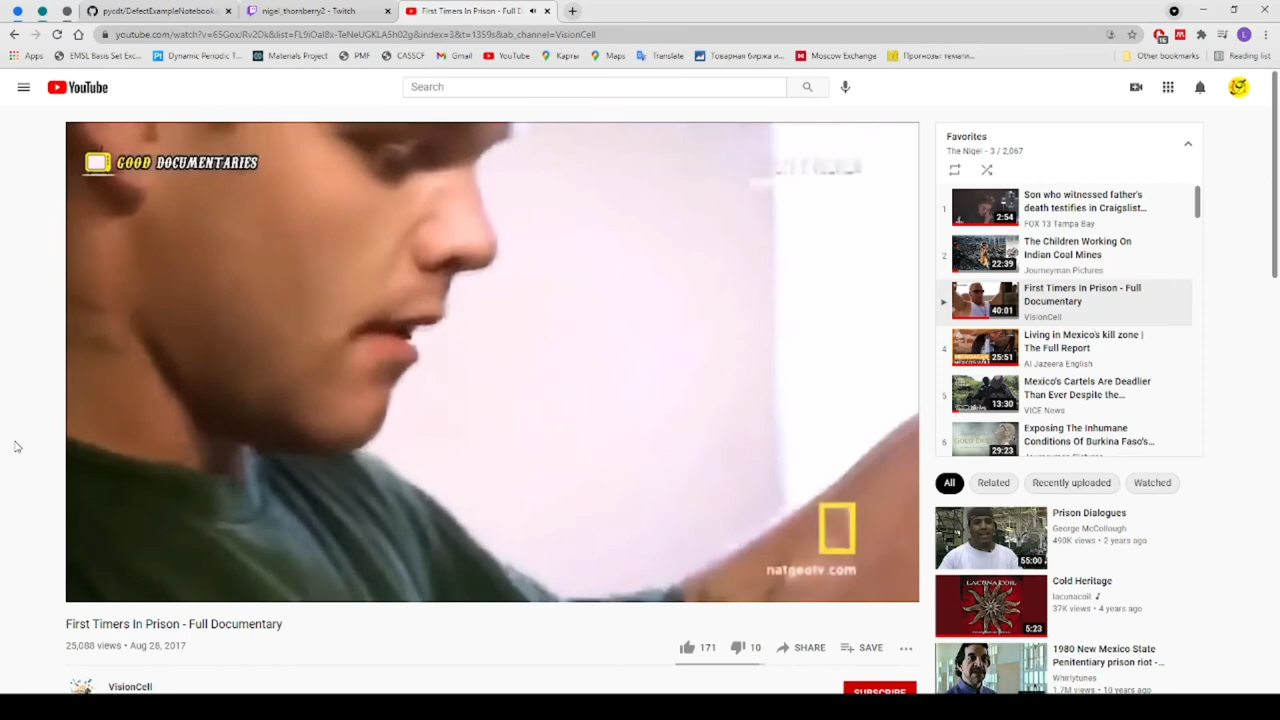 pycdt/DefectExampleNotebook.i
nigel_thornberry2 - Twitch
First Timers In Prison - Full D
youtube.com/watch?v=65GoxJRv2Dk&list=FL9iOal8x-TeNeUGKLA5h02g&index=3&t=1359s&ab_channel=VisionCell
Apps
EMSL Basis Set Exc...
Dynamic Periodic T...
Materials Project
PMF
CASSCF
Gmail
YouTube
Карты
Maps
Translate
Товарная биржа и...
Moscow Exchange
Прогнозы темати...
Other bookmarks
Reading list
YouTube
Search
GOOD DOCUMENTARIES
natgeotv.com
First Timers In Prison - Full Documentary
25,088 views • Aug 28, 2017
171
10
SHARE
SAVE
VisionCell
SUBSCRIBE
Favorites
The Nigel - 3 / 2,067
1
2:54
Son who witnessed father's
death testifies in Craigslist...
FOX 13 Tampa Bay
2
22:39
The Children Working On
Indian Coal Mines
Journeyman Pictures
40:01
First Timers In Prison - Full
Documentary
VisionCell
4
25:51
Living in Mexico's kill zone |
The Full Report
Al Jazeera English
5
13:30
Mexico's Cartels Are Deadlier
Than Ever Despite the...
VICE News
6
29:23
Exposing The Inhumane
Conditions Of Burkina Faso's...
Journeyman Pictures
All
Related
Recently uploaded
Watched
55:00
Prison Dialogues
George McCollough
490K views • 2 years ago
LACUNA COIL
5:23
Cold Heritage
lacunacoil
37K views • 4 years ago
1980 New Mexico State
Penitentiary prison riot -...
Whirlytunes
1.7M views • 10 years ago